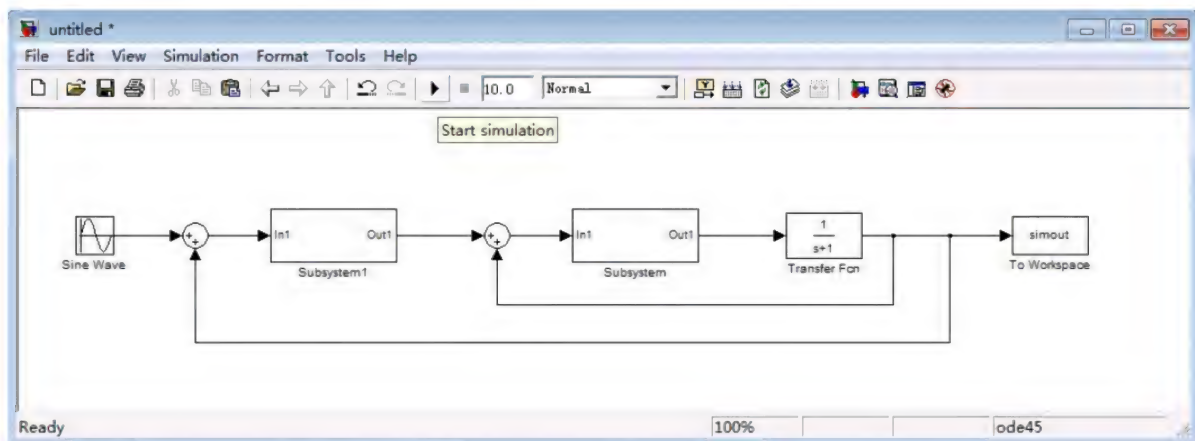 untitled *
File Edit View Simulation Format Tools Help
10.0 Normal
Start simulation
Sine Wave
+
+
In1 Out1
Subsystem1
+
+
In1 Out1
Subsystem
1
s+1
Transfer Fcn
simout
To Workspace
Ready 100% ode45